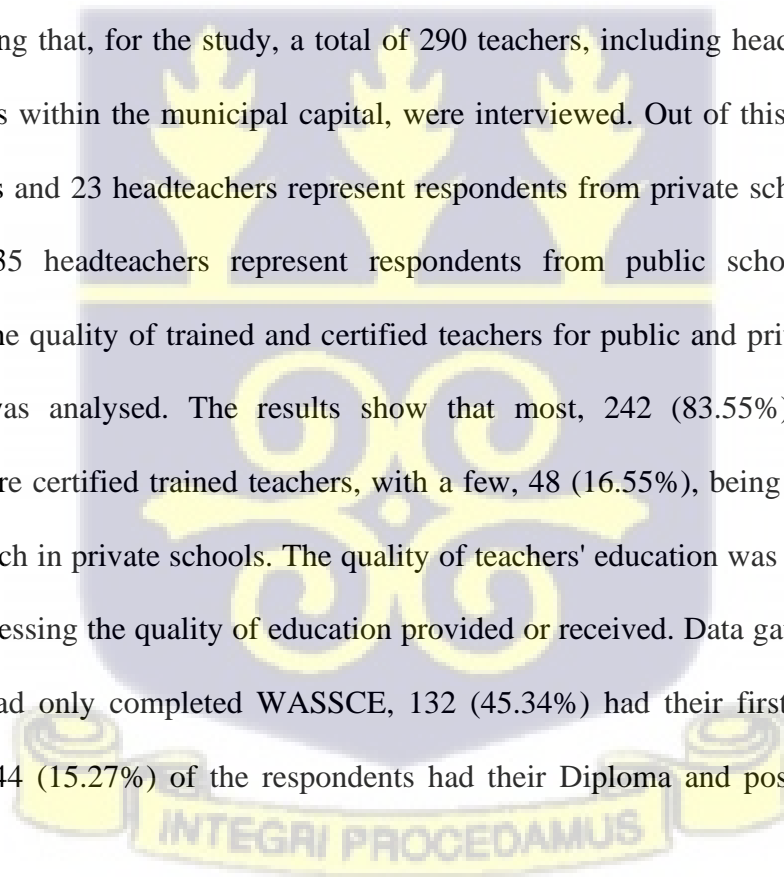 ng that, for the study, a total of 290 teachers, including head
s within the municipal capital, were interviewed. Out of this
s and 23 headteachers represent respondents from private sch
35 headteachers represent respondents from public scho
ne quality of trained and certified teachers for public and pri
was analysed. The results show that most, 242 (83.55%)
re certified trained teachers, with a few, 48 (16.55%), being
ch in private schools. The quality of teachers' education was
essing the quality of education provided or received. Data ga
ad only completed WASSCE, 132 (45.34%) had their first
44 (15.27%) of the respondents had their Diploma and pos
INTEGRI PROCEDAMUS